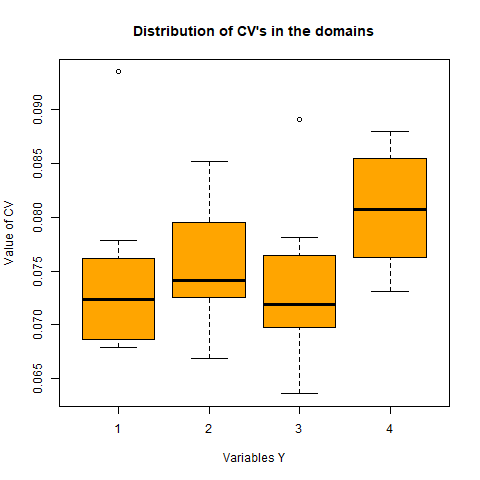 Distribution of CV's in the domains
Value of CV
0.090
0.085
0.080
0.075
0.070
0.065
1 2 3 4
Variables Y